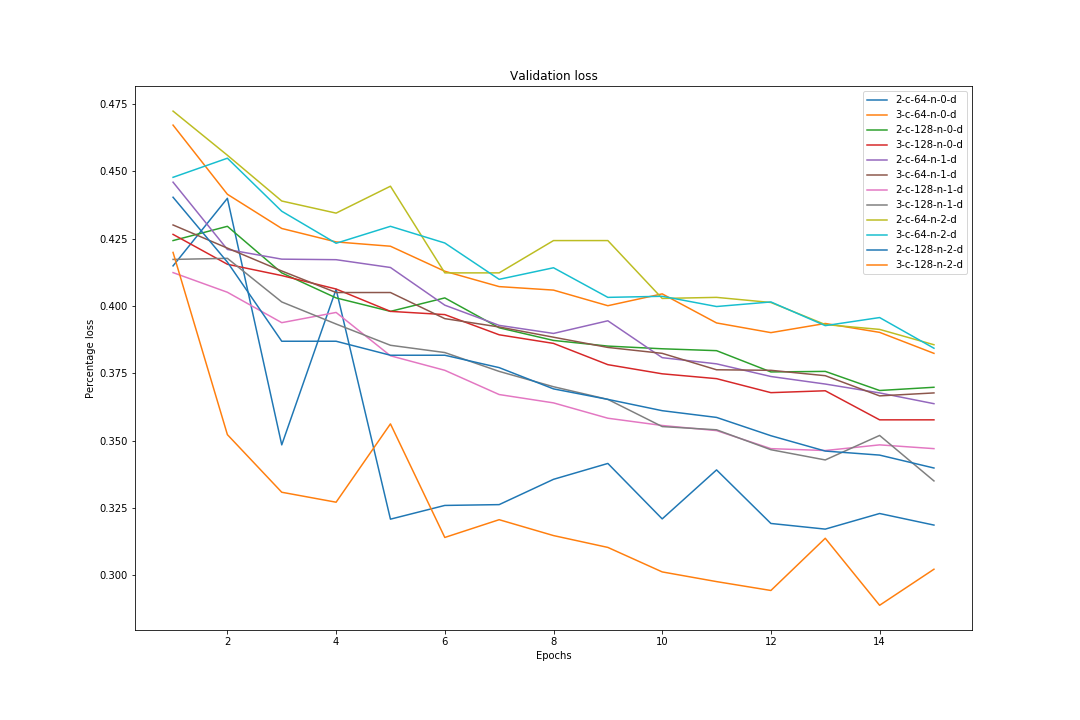 Validation loss
Percentage loss
0.475
0.450
0.425
0.400
0.375
0.350
0.325
0.300
2-c-64-n-0-d
3-c-64-n-0-d
2-c-128-n-0-d
3-c-128-n-0-d
2-c-64-n-1-d
3-c-64-n-1-d
2-c-128-n-1-d
3-c-128-n-1-d
2-c-64-n-2-d
3-c-64-n-2-d
2-c-128-n-2-d
3-c-128-n-2-d
2 4 6 8 10 12 14
Epochs